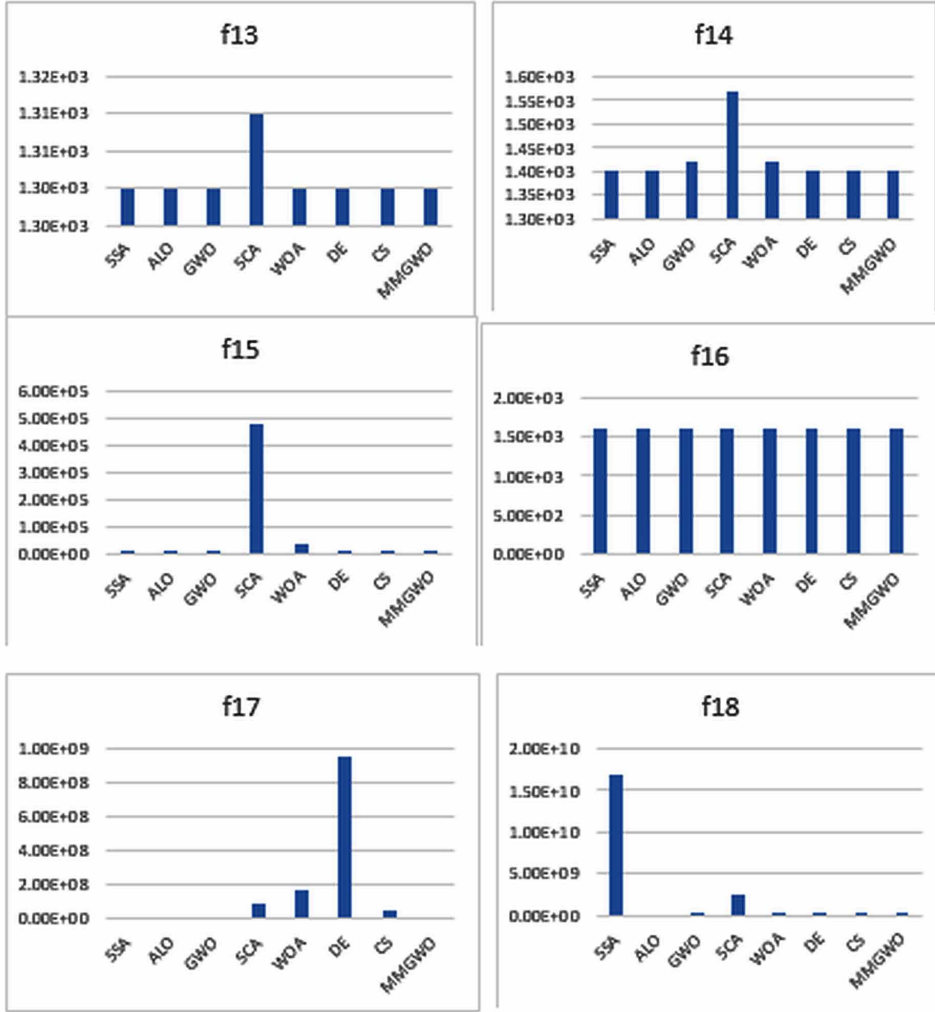 f13
1.32E+03
1.31E+03
1.31E+03
1.30E+03
1.30E+03
SSA
ALO
GWO
SCA
WOA
DE
CS
MMGWO
f14
1.60E+03
1.55E+03
1.50E+03
1.45E+03
1.40E+03
1.35E+03
1.30E+03
SSA
ALO
GWO
SCA
WOA
DE
CS
MMGWO
f15
6.00E+05
5.00E+05
4.00E+05
3.00E+05
2.00E+05
1.00E+05
0.00E+00
SSA
ALO
GWO
SCA
WOA
DE
CS
MMGWO
f16
2.00E+03
1.50E+03
1.00E+03
5.00E+02
0.00E+00
SSA
ALO
GWO
SCA
WOA
DE
CS
MMGWO
f17
1.00E+09
8.00E+08
6.00E+08
4.00E+08
2.00E+08
0.00E+00
SSA
ALO
GWO
SCA
WOA
DE
CS
MMGWO
f18
2.00E+10
1.50E+10
1.00E+10
5.00E+09
0.00E+00
SSA
ALO
GWO
SCA
WOA
DE
CS
MMGWO